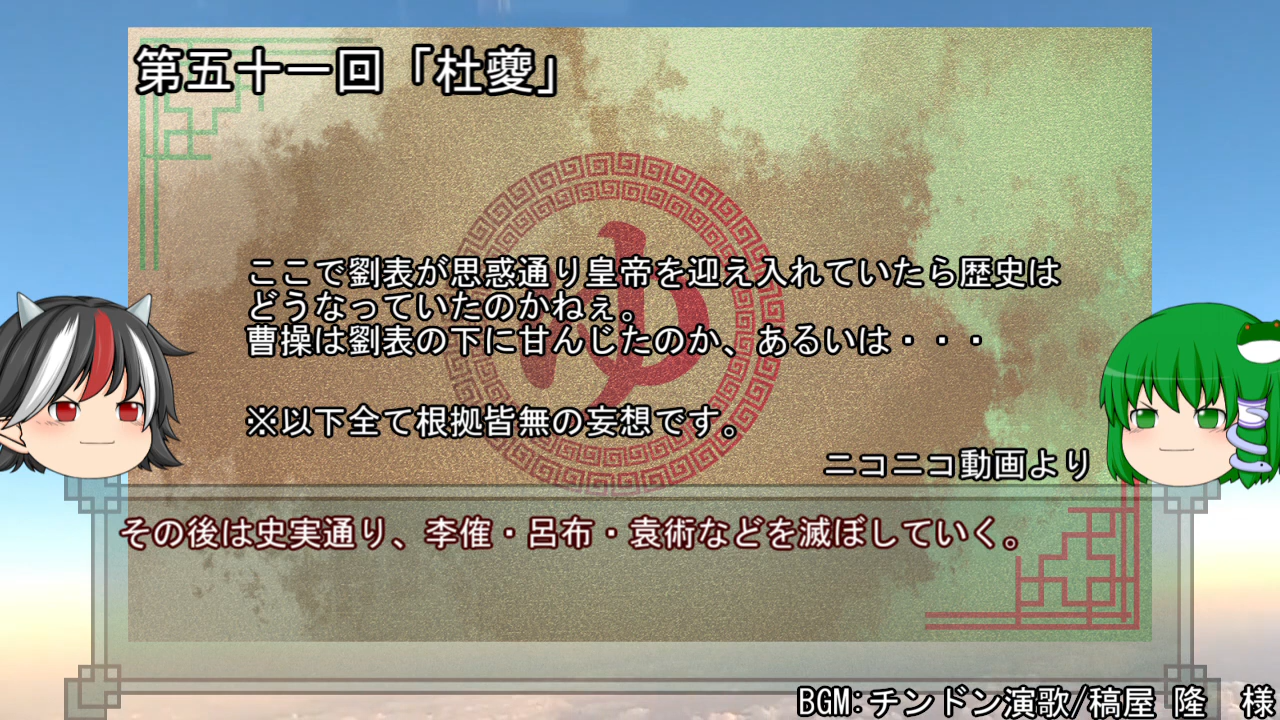 第五十一回「杜夔」
ここで劉表が思惑通り皇帝を迎え入れていたら歴史は
どうなっていたのかねぇ。
曹操は劉表の下に甘んじたのか、あるいは・・・
※以下全て根拠皆無の妄想です。
ニコニコ動画より
ゆ
その後は史実通り、李傕・呂布・袁術などを滅ぼしていく。
BGM:チンドン演歌/稿屋 隆　様